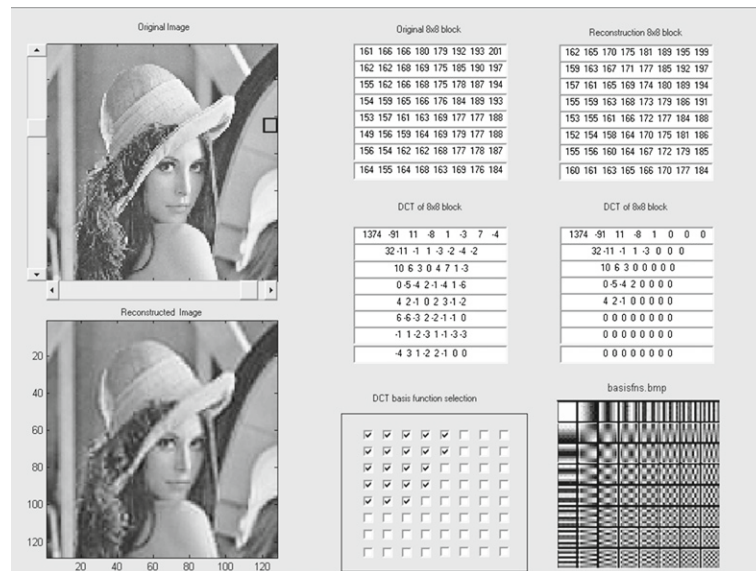 Original Image
Original 8x8 block
Reconstruction 8x8 block
161 166 166 180 179 192 193 201
162 162 168 169 175 185 190 197
155 162 166 168 175 178 187 194
154 159 165 166 176 184 189 193
153 157 161 163 169 177 177 188
149 156 159 164 169 179 177 188
156 154 162 162 168 177 178 187
164 155 164 168 163 169 176 184
162 165 170 175 181 189 195 199
159 163 167 171 177 185 192 197
157 161 165 169 174 180 189 194
155 159 163 168 173 179 186 191
153 155 161 166 172 177 184 188
152 154 158 164 170 175 181 186
155 156 160 164 167 172 179 185
160 161 163 165 166 170 177 184
DCT of 8x8 block
DCT of 8x8 block
1374 -91 11 -8 1 -3 7 -4
32 -11 -1 1 -3 -2 -4 -2
10 6 3 0 4 7 1 -3
0 -5 -4 2 -1 -4 1 -6
4 2 -1 0 2 3 -1 -2
6 -6 -3 2 -2 -1 -1 0
-1 1 -2 -3 1 -1 -3 -3
-4 3 1 -2 2 -1 0 0
1374 -91 11 -8 1 0 0 0
32 -11 -1 1 -3 0 0 0
10 6 3 0 0 0 0 0
0 -5 -4 2 0 0 0 0
4 2 -1 0 0 0 0 0
0 0 0 0 0 0 0 0
0 0 0 0 0 0 0 0
0 0 0 0 0 0 0 0
Reconstructed Image
20
40
60
80
100
120
20 40 60 80 100 120
DCT basis function selection
basisfns.bmp